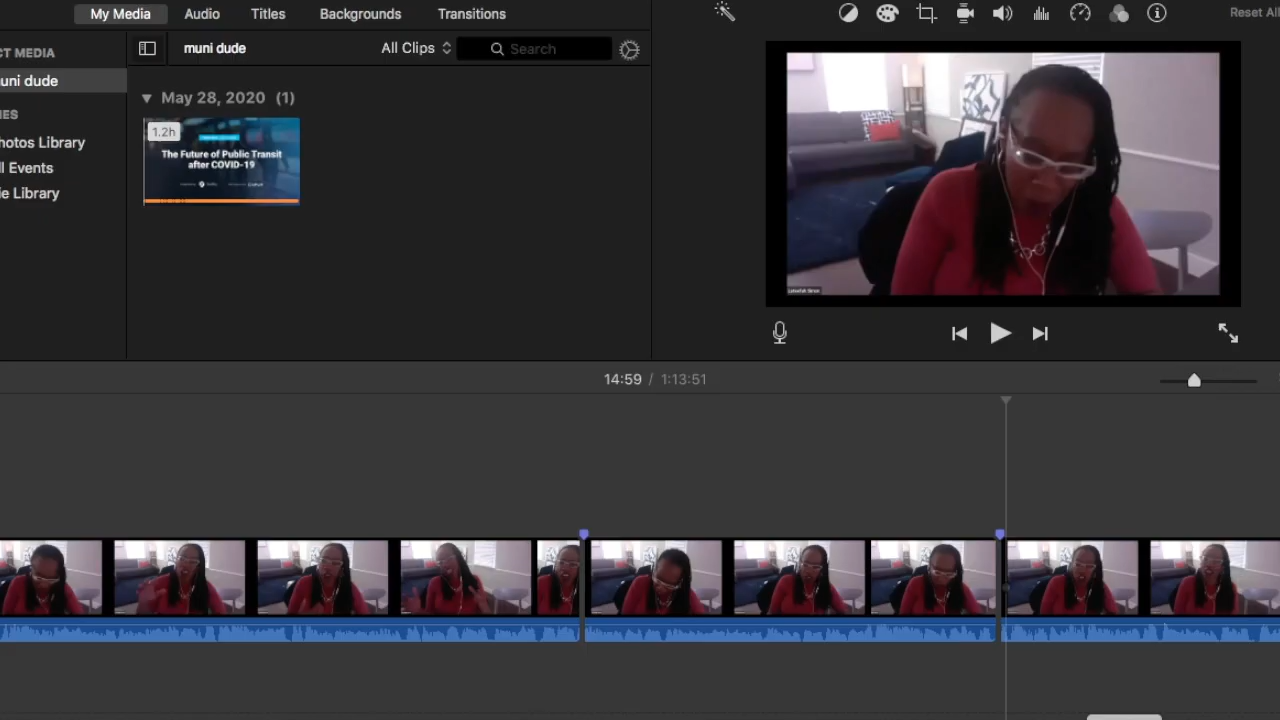 My Media Audio Titles Backgrounds Transitions
Reset All
CT MEDIA
muni dude All Clips Search
uni dude
IES
hotos Library
ll Events
ie Library
May 28, 2020 (1)
1.2h
The Future of Public Transit
after COVID-19
14:59 / 1:13:51